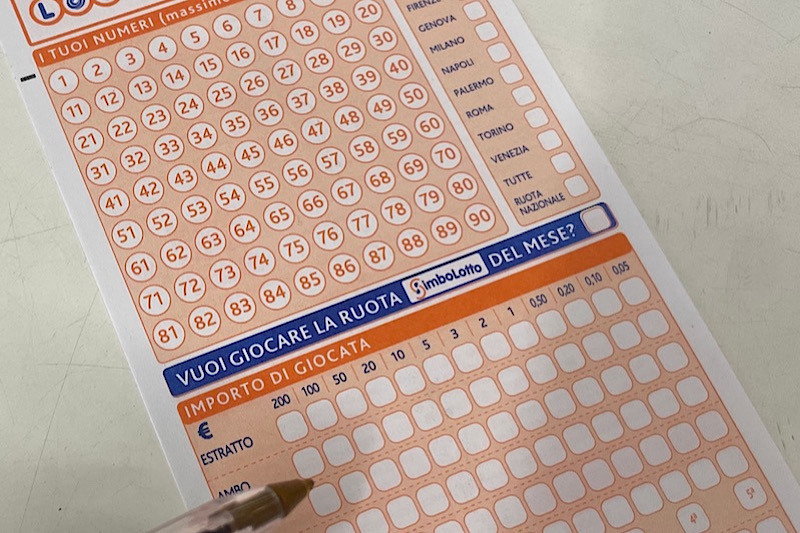 LO
I TUOI NUMERI (massimo
1 2 3 4 5 6 7 8 10
11 12 13 14 15 16 17 18 19 20
21 22 23 24 25 26 27 28 29 30
31 32 33 34 35 36 37 38 39 40
41 42 43 44 45 46 47 48 49 50
51 52 53 54 55 56 57 58 59 60
61 62 63 64 65 66 67 68 69 70
71 72 73 74 75 76 77 78 79 80
81 82 83 84 85 86 87 88 89 90
FIRENZE
GENOVA
MILANO
NAPOLI
PALERMO
ROMA
TORINO
VENEZIA
TUTTE
RUOTA
NAZIONALE
VUOI GIOCARE LA RUOTA SimboLotto DEL MESE?
IMPORTO DI GIOCATA
€ 200 100 50 20 10 5 3 2 1 0,50 0,20 0,10 0,05
ESTRATTO
AMBO
4ª 5ª